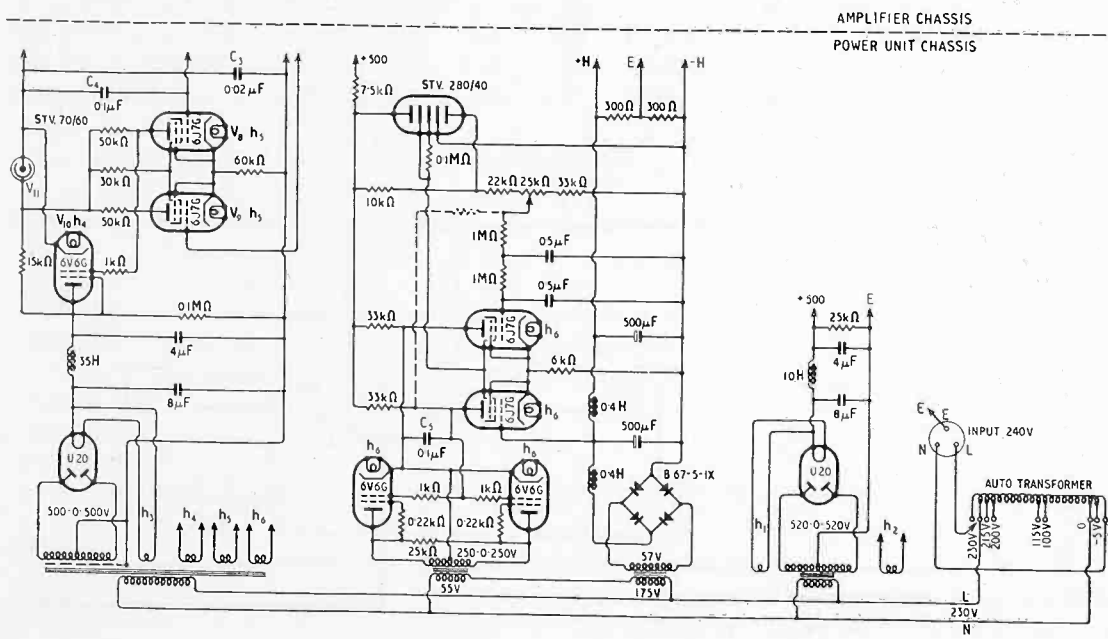 AMPLIFIER CHASSIS
POWER UNIT CHASSIS
C3
0·02μF
C4
0·1μF
STV. 70/60
50kΩ
6J7G
V8 h5
30kΩ
60kΩ
V11
50kΩ
6J7G
V9 h5
V10 h4
15kΩ
6V6G
1kΩ
0·1MΩ
4μF
35H
8μF
U20
500·0·500V
h3
h4
h5
h6
+500
7·5kΩ
STV. 280/40
0·1MΩ
10kΩ
22kΩ
25kΩ
33kΩ
1MΩ
0·5μF
1MΩ
0·5μF
33kΩ
6J7G
h6
6kΩ
33kΩ
6J7G
h6
C5
0·1μF
h6
h6
6V6G
1kΩ
1kΩ
6V6G
0·22kΩ
0·22kΩ
25kΩ
250·0·250V
55V
+H
E
-H
300Ω
300Ω
500μF
0·4H
500μF
0·4H
B 67-5-1X
57V
175V
+500
E
25kΩ
4μF
10H
8μF
U20
h1
520·0·520V
h2
E
E
N
L
INPUT 240V
AUTO TRANSFORMER
230V
215V
200V
115V
100V
0
-5V
L
230V
N